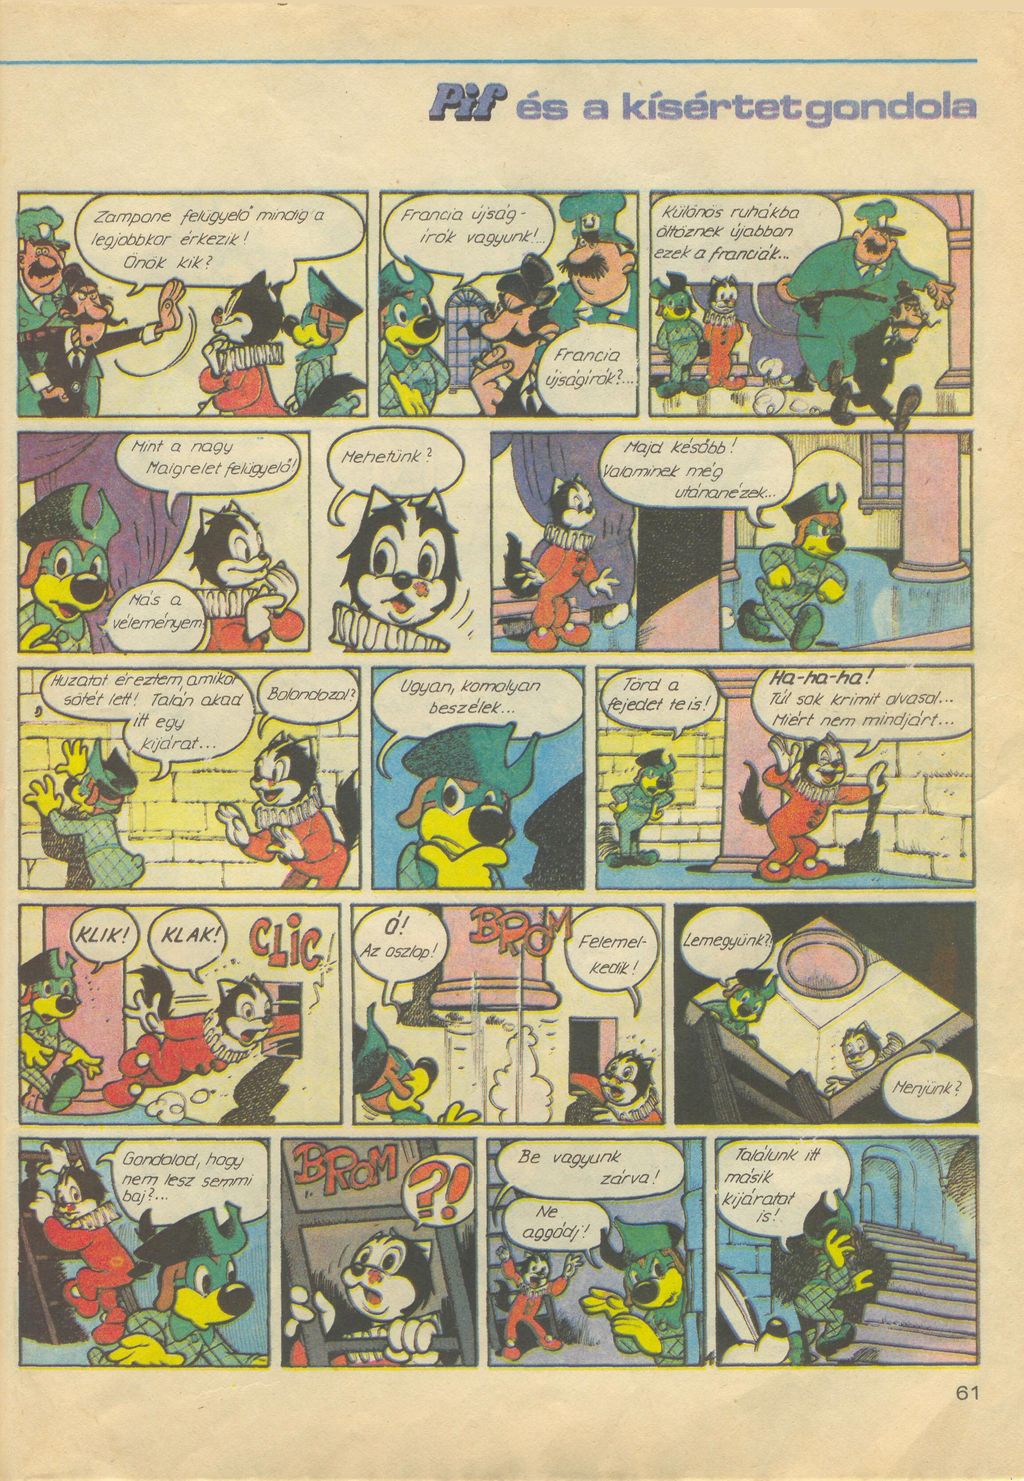 Pif és a kísértetgondola
Zampone felügyelő mindig a
legjobbkor érkezik!
Önök kik?
Francia újság-
írók vagyunk!...
Francia
újságírók?...
Különös ruhákba
öltöznek újabban
ezek a franciák...
Mint a nagy
Maigrelet felügyelő!
Más a
véleményem
Mehetünk?
Majd később!
Valaminek még
utánanézek...
Huzatot éreztem, amikor
sötét lett! Talán akad
itt egy
kijárat...
Bolondozol?
Ugyan, komolyan
beszélek...
Törd a
fejedet te is!
Ha-ha-ha!
Túl sok krimit olvasol...
Miért nem mindjárt...
KLIK!
KLAK!
CLIC
Ó!
Az oszlop!
BROM
Felemel-
kedik!
Lemegyünk?!
Menjünk?
Gondolod, hogy
nem lesz semmi
baj?...
BROM
?!
Be vagyunk
zárva!
Ne
aggódj!
Találunk itt
másik
kijáratot
is!
61